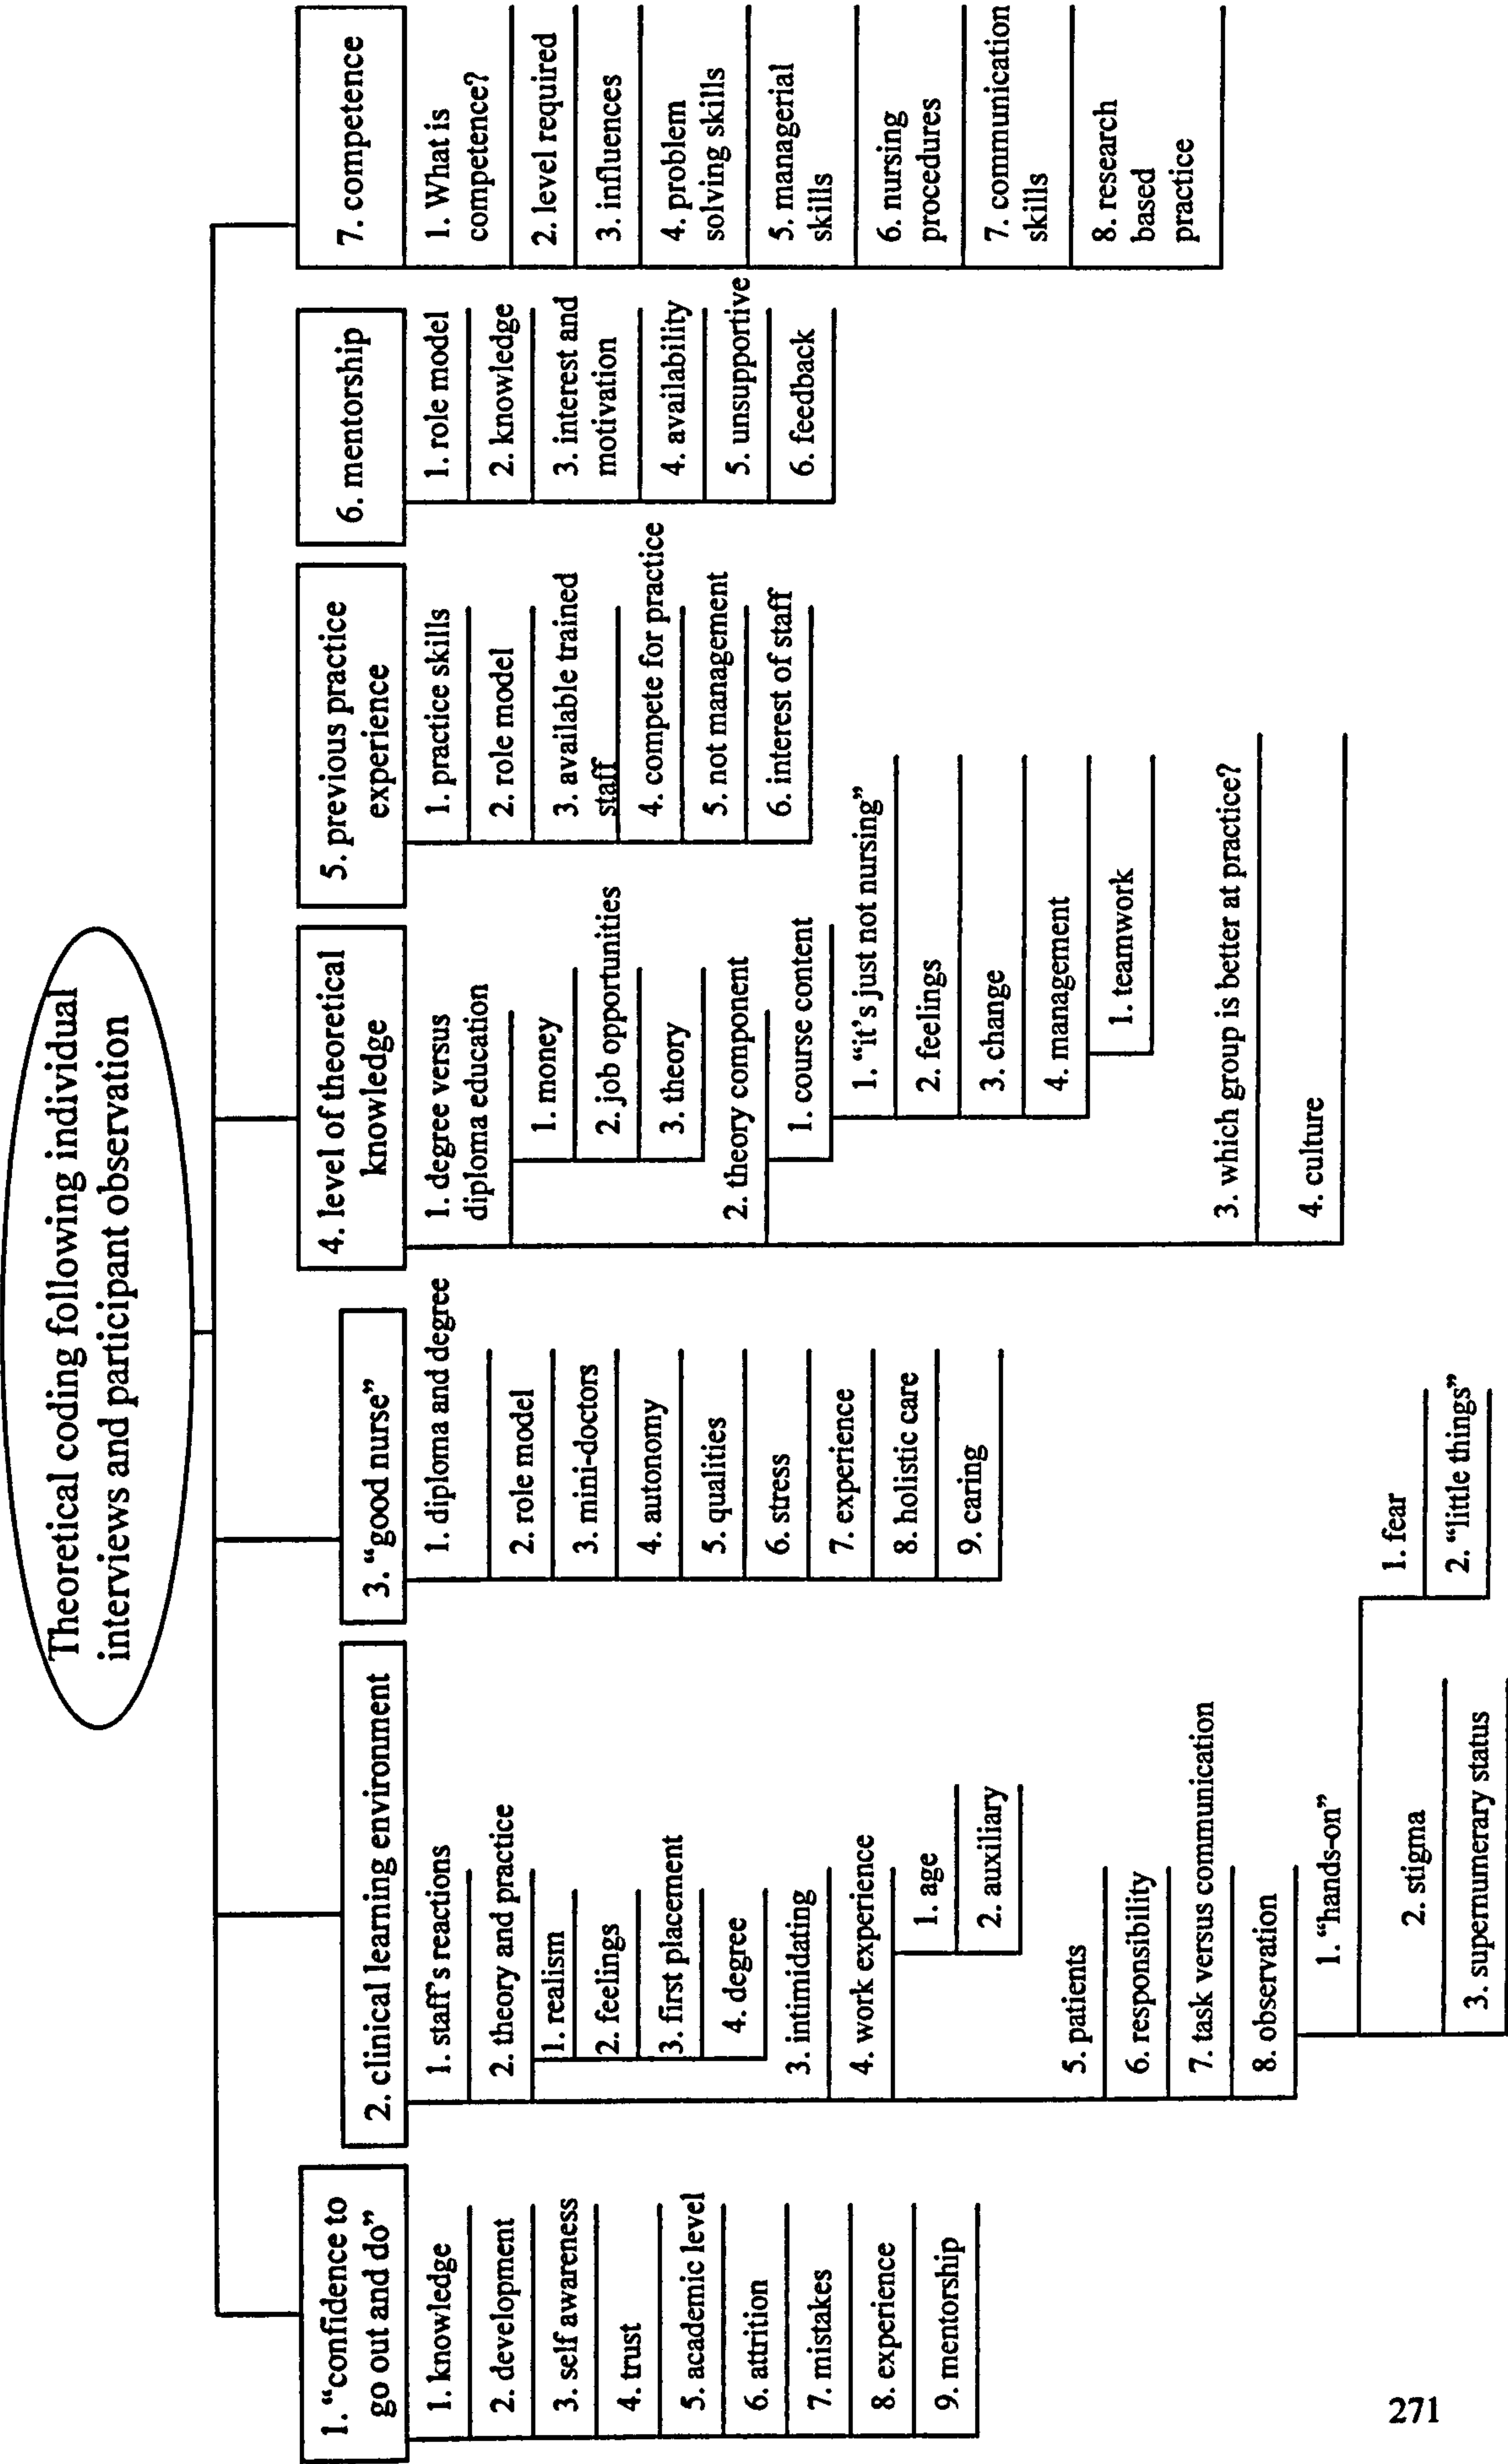 Theoretical coding following individual
interviews and participant observation
1. “confidence to
go out and do”
1. knowledge
2. development
3. self awareness
4. trust
5. academic level
6. attrition
7. mistakes
8. experience
9. mentorship
2. clinical learning environment
1. staff's reactions
2. theory and practice
1. realism
2. feelings
3. first placement
4. degree
3. intimidating
4. work experience
1. age
2. auxiliary
5. patients
6. responsibility
7. task versus communication
8. observation
1. “hands-on”
1. fear
2. “little things”
2. stigma
3. supernumerary status
3. “good nurse”
1. diploma and degree
2. role model
3. mini-doctors
4. autonomy
5. qualities
6. stress
7. experience
8. holistic care
9. caring
4. level of theoretical
knowledge
1. degree versus
diploma education
1. money
2. job opportunities
3. theory
2. theory component
1. course content
1. “it's just not nursing”
2. feelings
3. change
4. management
1. teamwork
3. which group is better at practice?
4. culture
5. previous practice
experience
1. practice skills
2. role model
3. available trained
staff
4. compete for practice
5. not management
6. interest of staff
6. mentorship
1. role model
2. knowledge
3. interest and
motivation
4. availability
5. unsupportive
6. feedback
7. competence
1. What is
competence?
2. level required
3. influences
4. problem
solving skills
5. managerial
skills
6. nursing
procedures
7. communication
skills
8. research
based
practice
271